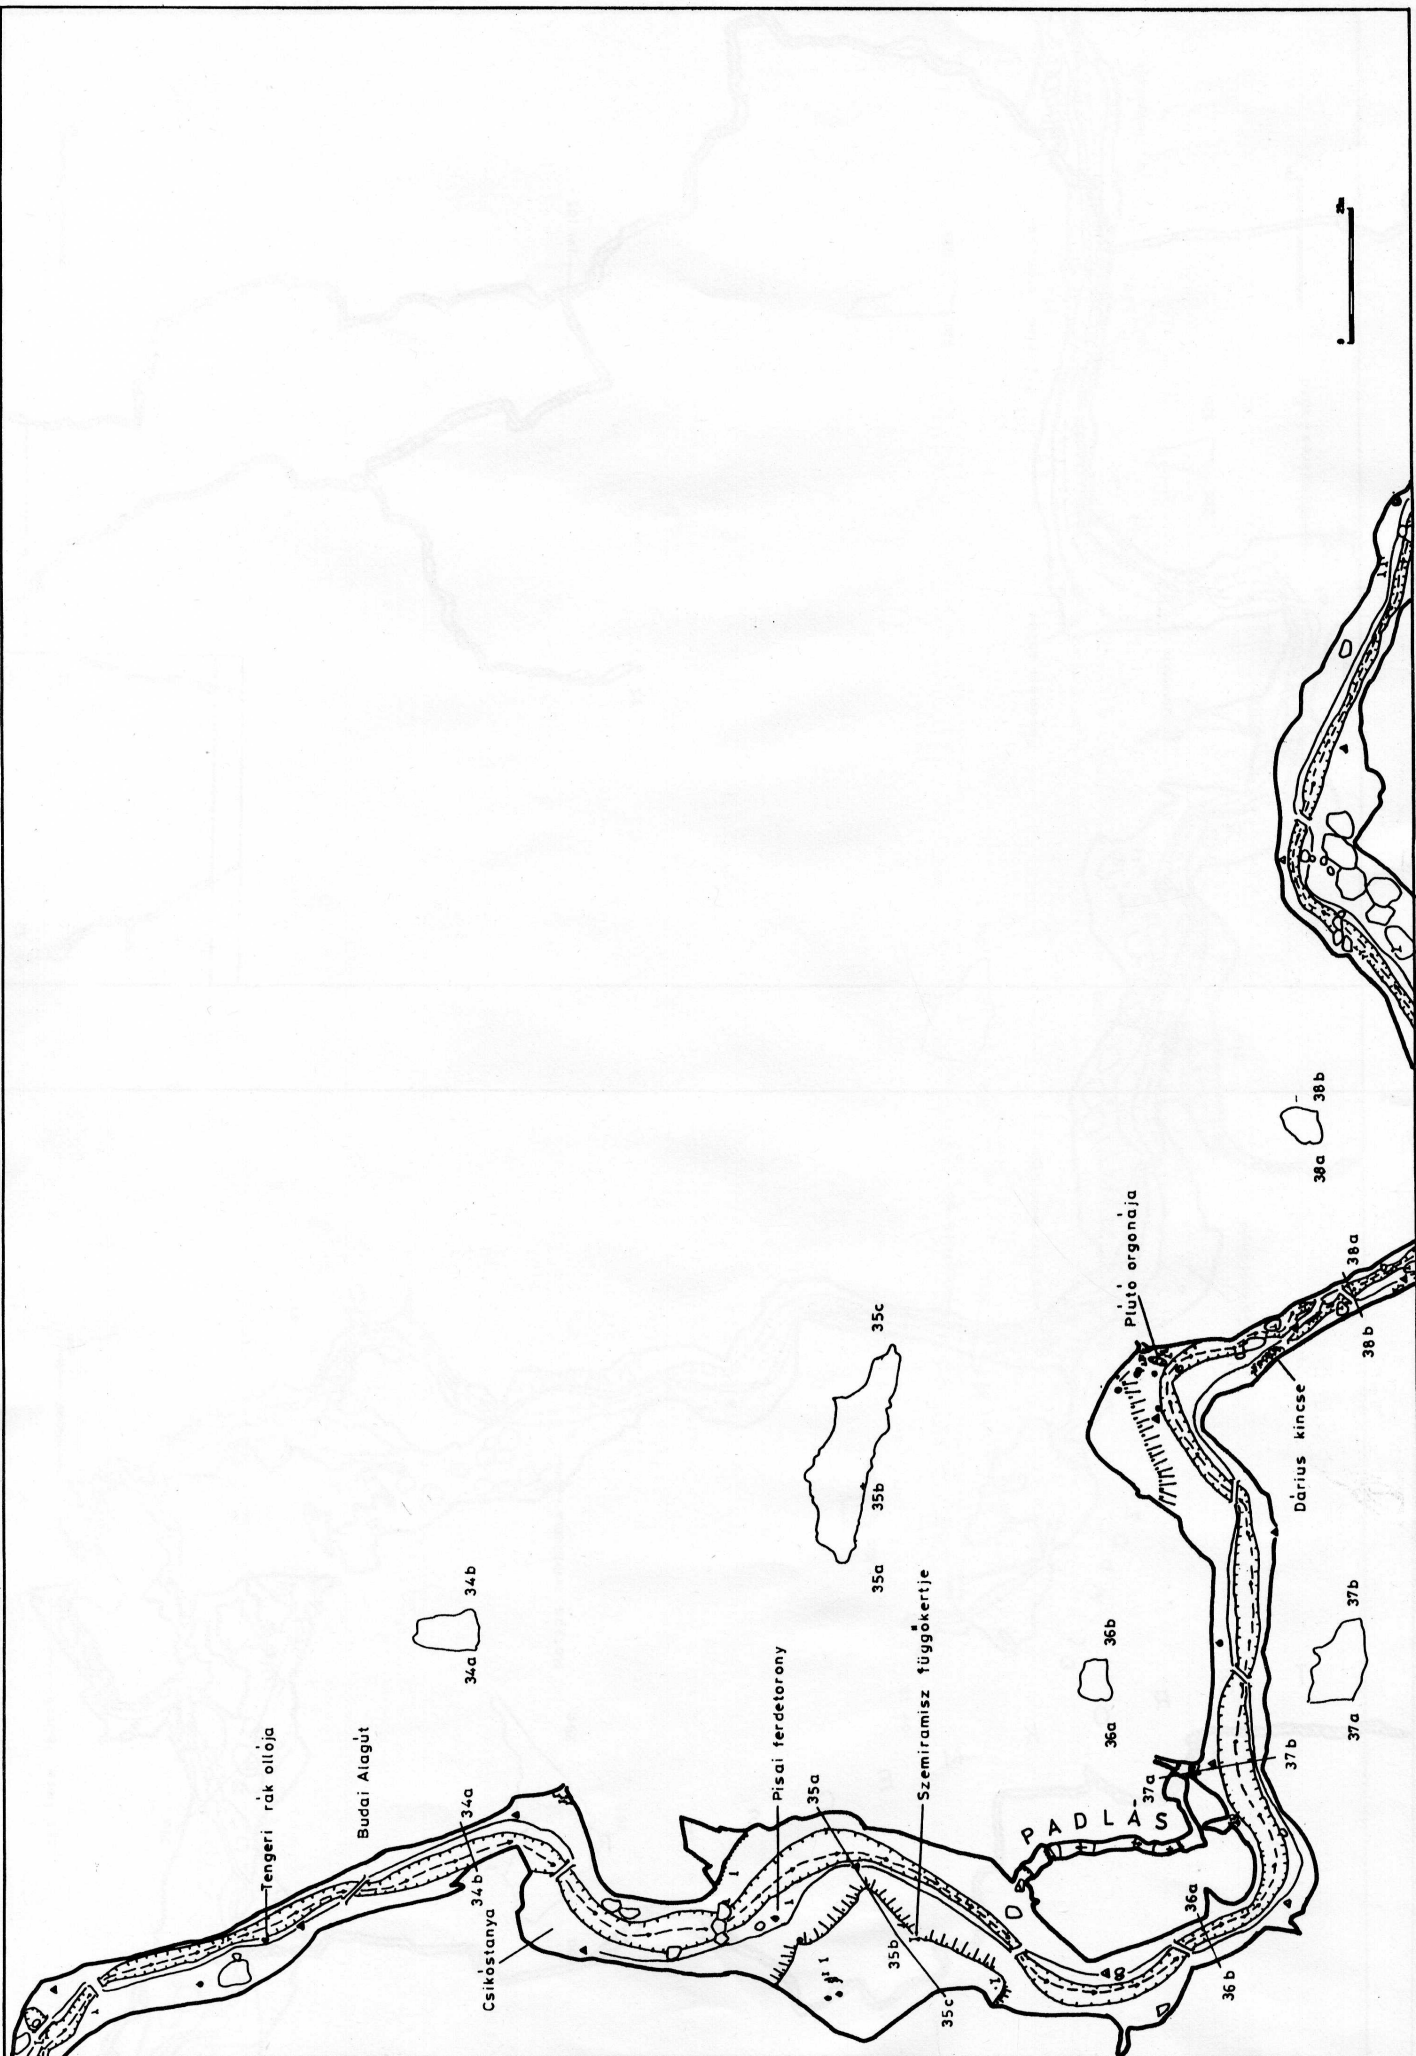 Tengeri rák ollója
Budai Alagút
34a
34b
34a
34b
Csikóstanya
Pisai ferdetorony
35a
35b
35c
35a
35b
35c
Szemiramisz függőkertje
PADLÁS
36a
36b
36a
36b
37a
37b
37a
37b
Plútó orgonája
Dárius kincse
38a
38b
38a
38b
0